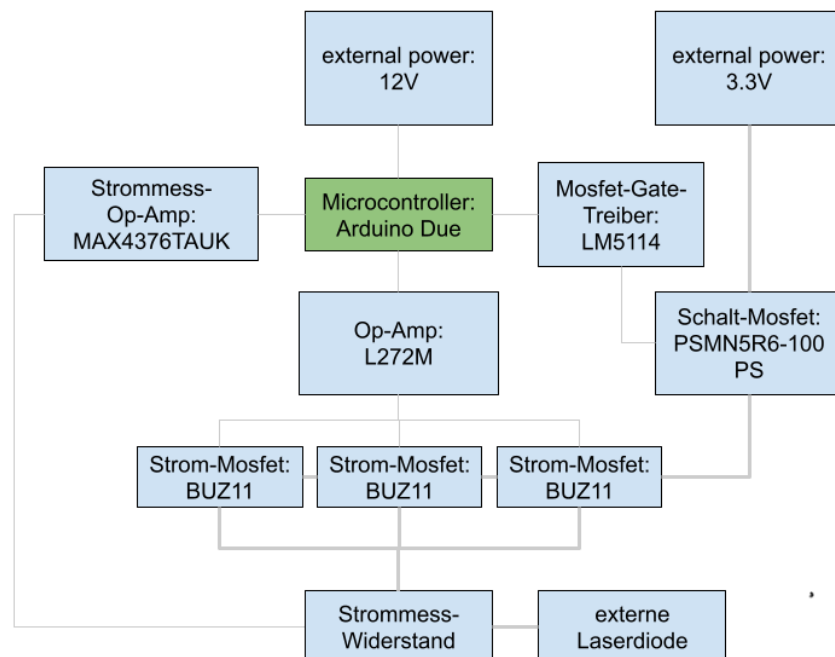 external power:
12V
external power:
3.3V
Strommess-
Op-Amp:
MAX4376TAUK
Microcontroller:
Arduino Due
Mosfet-Gate-
Treiber:
LM5114
Op-Amp:
L272M
Schalt-Mosfet:
PSMN5R6-100
PS
Strom-Mosfet:
BUZ11
Strom-Mosfet:
BUZ11
Strom-Mosfet:
BUZ11
Strommess-
Widerstand
externe
Laserdiode